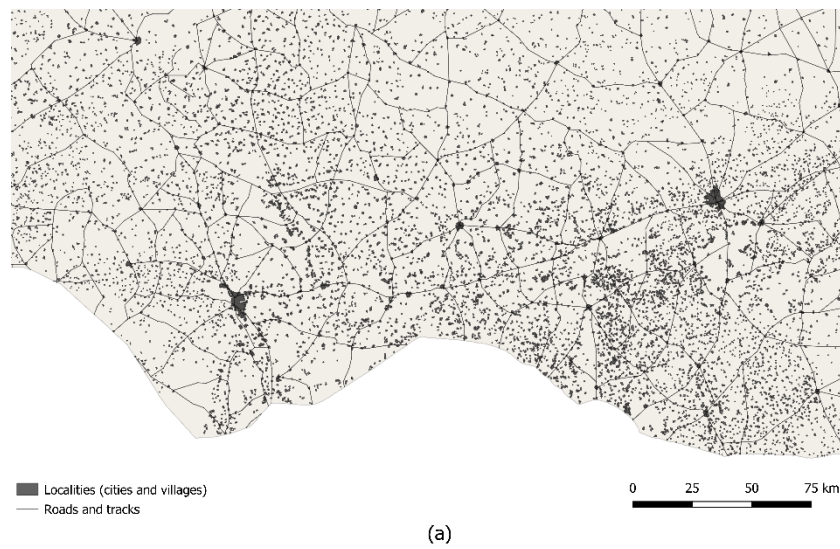 Localities (cities and villages)
Roads and tracks
0 25 50 75 km
(a)